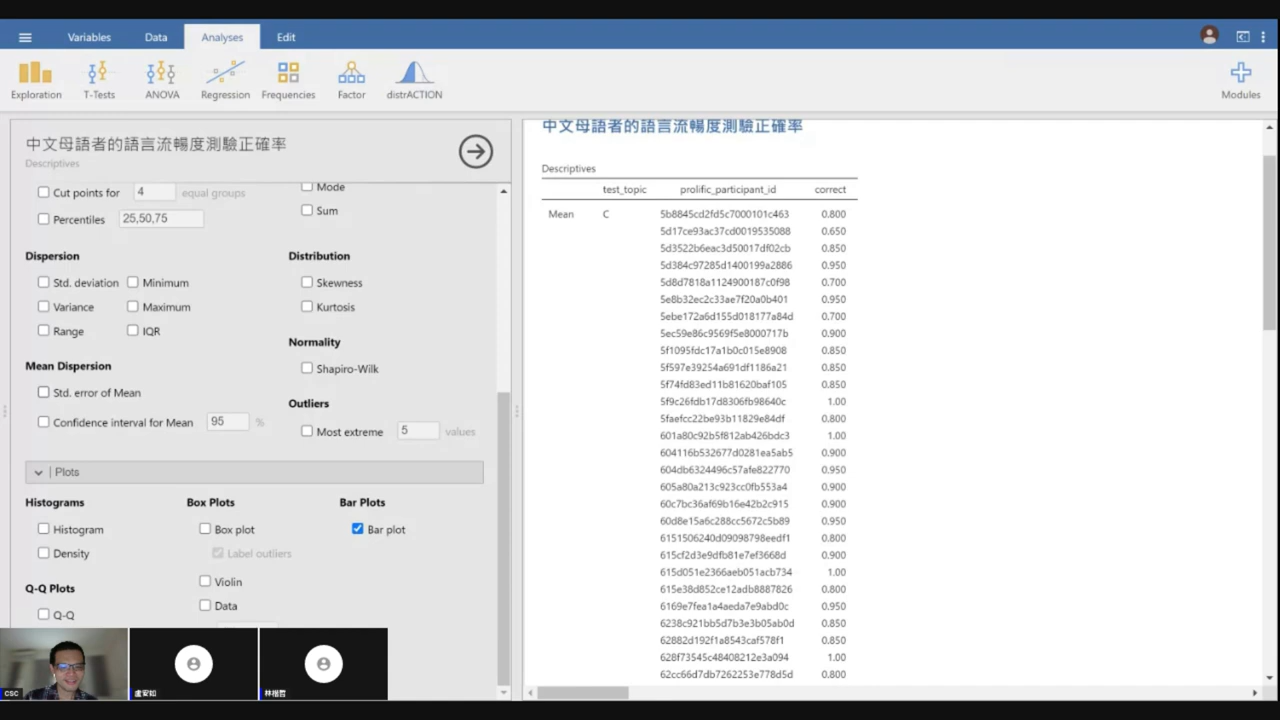 Variables Data Analyses Edit
Exploration T-Tests ANOVA Regression Frequencies Factor distrACTION Modules
中文母語者的語言流暢度測驗正確率
Descriptives
Cut points for 4 equal groups
Mode
Percentiles 25,50,75
Sum
Dispersion
Distribution
Std. deviation Minimum
Skewness
Variance Maximum
Kurtosis
Range IQR
Normality
Mean Dispersion
Shapiro-Wilk
Std. error of Mean
Outliers
Confidence interval for Mean 95 %
Most extreme 5 values
Plots
Histograms Box Plots Bar Plots
Histogram Box plot Bar plot
Density Label outliers
Violin
Q-Q Plots
Data
Q-Q
CSC
盧安如
中文母語者的語言流暢度測驗正確率
Descriptives
test_topic prolific_participant_id correct
Mean C 5b8845cd2fd5c7000101c463 0.800
5d17ce93ac37cd0019535088 0.650
5d3522b6eac3d50017df02cb 0.850
5d384c97285d1400199a2886 0.950
5d8d7818a1124900187c0f98 0.700
5e8b32ec2c33ae7f20a0b401 0.950
5ebe172a6d155d018177a84d 0.700
5ec59e86c9569f5e8000717b 0.900
5f1095fdc17a1b0c015e8908 0.850
5f597e39254a691df1186a21 0.850
5f74fd83ed11b81620baf105 0.850
5f9c26fdb17d8306fb98640c 1.00
5faefcc22be93b11829e84df 0.800
601a80c92b5f812ab426bdc3 1.00
604116b532677d0281ea5ab5 0.900
604db6324496c57afe822770 0.950
605a80a213c923cc0fb553a4 0.900
60c7bc36af69b16e42b2c915 0.900
60d8e15a6c288cc5672c5b89 0.950
6151506240d09098798eedf1 0.800
615cf2d3e9dfb81e7ef3668d 0.900
615d051e2366aeb051acb734 1.00
615e38d852ce12adb8887826 0.800
6169e7fea1a4aeda7e9abd0c 0.950
6238c921bb5d7b3e3b05ab0d 0.850
62882d192f1a8543caf578f1 0.850
628f73545c48408212e3a094 1.00
62cc66d7db7262253e778d5d 0.800